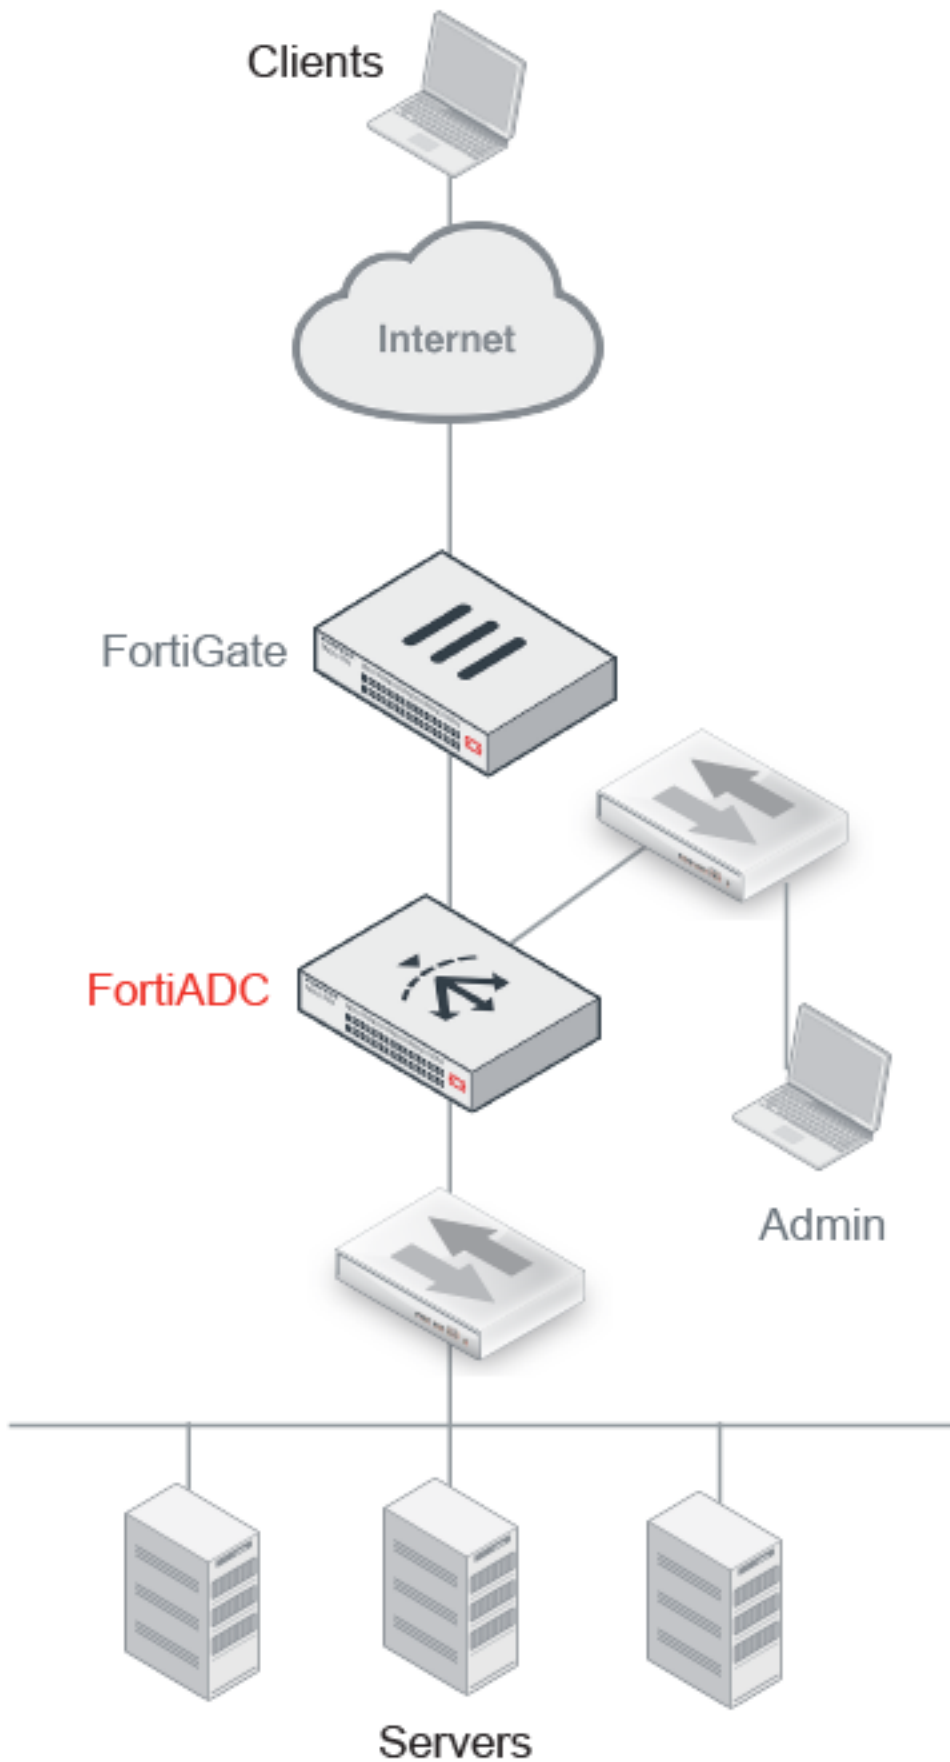 Clients
Internet
FortiGate
FortiADC
Admin
Servers